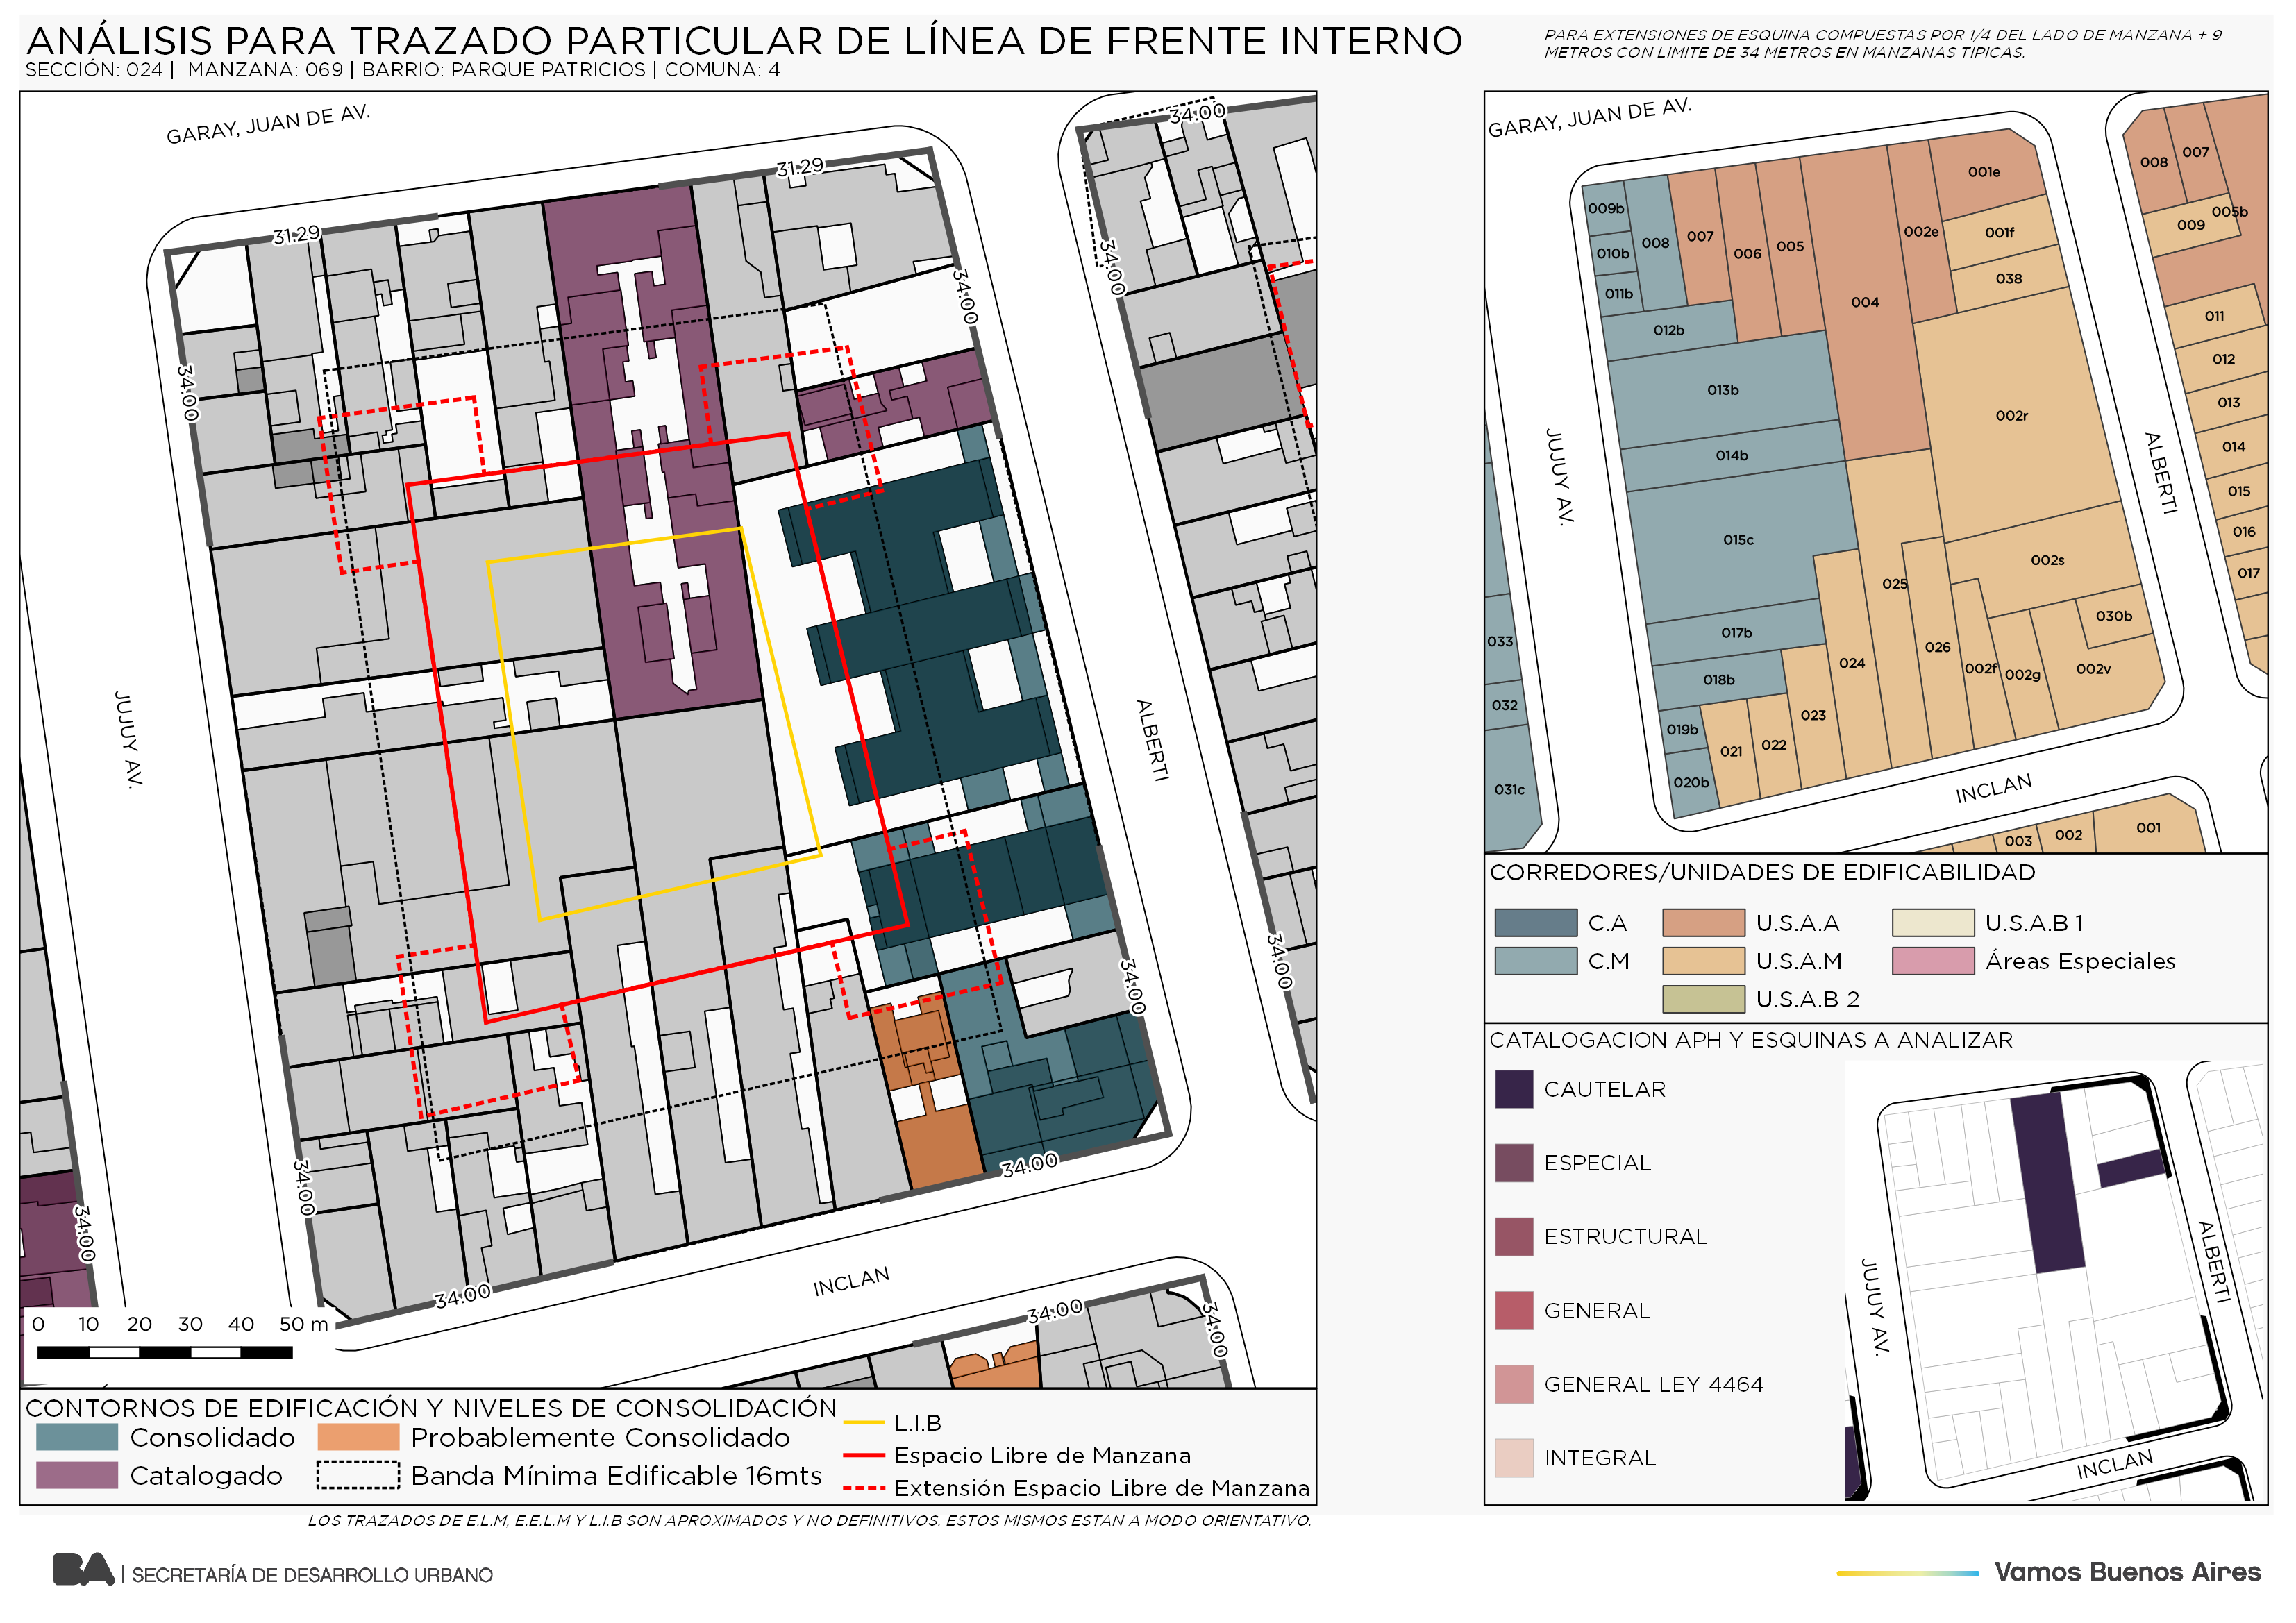 ANÁLISIS PARA TRAZADO PARTICULAR DE LÍNEA DE FRENTE INTERNO
SECCIÓN: 024 | MANZANA: 069 | BARRIO: PARQUE PATRICIOS | COMUNA: 4
PARA EXTENSIONES DE ESQUINA COMPUESTAS POR 1/4 DEL LADO DE MANZANA + 9
METROS CON LIMITE DE 34 METROS EN MANZANAS TIPICAS.
GARAY, JUAN DE AV.
31.29
31.29
34.00
34.00
34.00
34.00
JUJUY AV.
ALBERTI
34.00
34.00
34.00
34.00
34.00
34.00
INCLAN
34.00
34.00
0 10 20 30 40 50 m
CONTORNOS DE EDIFICACIÓN Y NIVELES DE CONSOLIDACIÓN
Consolidado
Probablemente Consolidado
Catalogado
Banda Mínima Edificable 16mts
L.I.B
Espacio Libre de Manzana
Extensión Espacio Libre de Manzana
LOS TRAZADOS DE E.L.M, E.E.L.M Y L.I.B SON APROXIMADOS Y NO DEFINITIVOS. ESTOS MISMOS ESTAN A MODO ORIENTATIVO.
GARAY, JUAN DE AV.
JUJUY AV.
ALBERTI
INCLAN
009b
010b
011b
008
007
006
005
004
002e
001e
001f
038
012b
013b
014b
015c
017b
018b
019b
020b
021
022
023
024
025
026
002r
002s
002f
002g
002v
030b
008
007
005b
009
011
012
013
014
015
016
017
033
032
031c
003
002
001
CORREDORES/UNIDADES DE EDIFICABILIDAD
C.A
U.S.A.A
U.S.A.B 1
C.M
U.S.A.M
Áreas Especiales
U.S.A.B 2
CATALOGACION APH Y ESQUINAS A ANALIZAR
CAUTELAR
ESPECIAL
ESTRUCTURAL
GENERAL
GENERAL LEY 4464
INTEGRAL
JUJUY AV.
ALBERTI
INCLAN
BA | SECRETARÍA DE DESARROLLO URBANO
Vamos Buenos Aires